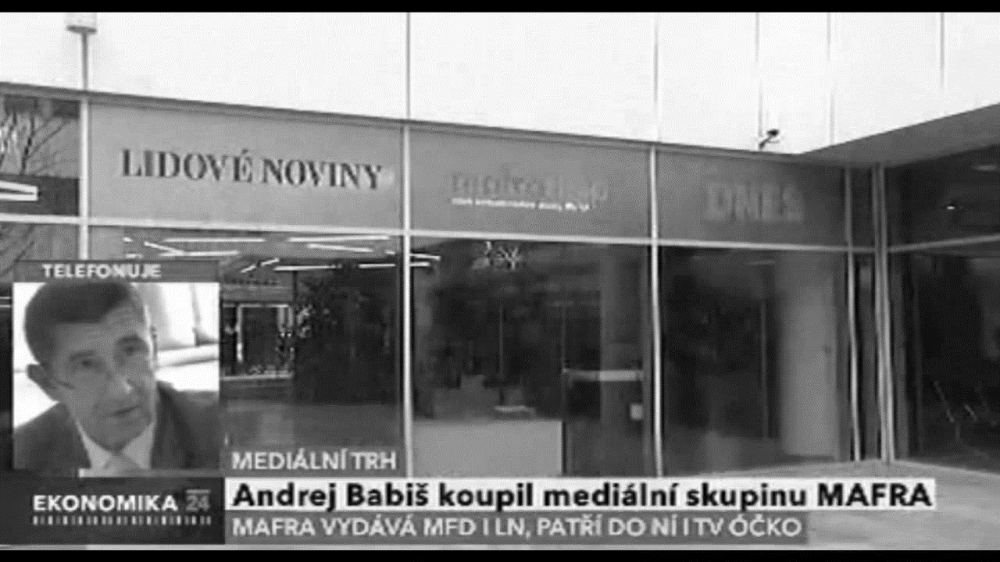 LIDOVÉ NOVINY
DNES
TELEFONUJE
MEDIÁLNÍ TRH
EKONOMIKA 24
Andrej Babiš koupil mediální skupinu MAFRA
MAFRA VYDÁVÁ MFD I LN, PATŘÍ DO NÍ I TV ÓČKO